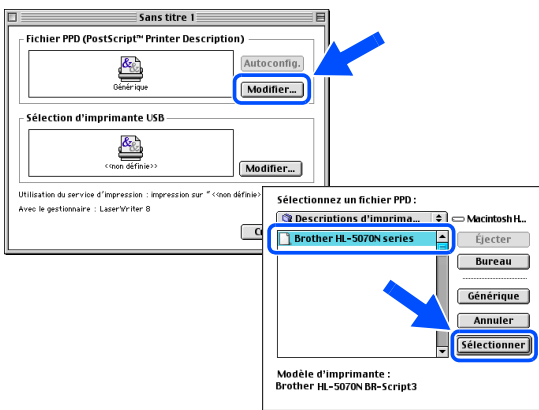 Sans titre 1
Fichier PPD (PostScript™ Printer Description)
Autoconfig.
Générique
Modifier...
Sélection d'imprimante USB
<<non définie>>
Modifier...
Utilisation du service d'impression : impression sur "<<non définie>
Avec le gestionnaire : LaserWriter 8
Sélectionnez un fichier PPD :
Descriptions d'imprima...
Macintosh H...
Brother HL-5070N series
Éjecter
Bureau
Générique
Annuler
Sélectionner
Modèle d'imprimante :
Brother HL-5070N BR-Script3